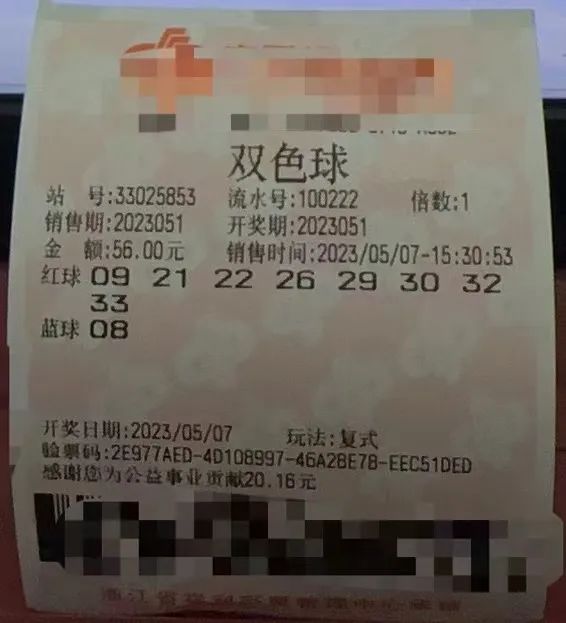 双色球
站 号:33025853 流水号:100222 倍数:1
销售期:2023051 开奖期:2023051
金 额:56.00元 销售时间:2023/05/07-15:30:53
红球 09 21 22 26 29 30 32
33
蓝球 08
开奖日期:2023/05/07 玩法:复式
验票码:2E977AED-4D108997-46A28E78-EEC51DED
感谢您为公益事业贡献20.16元